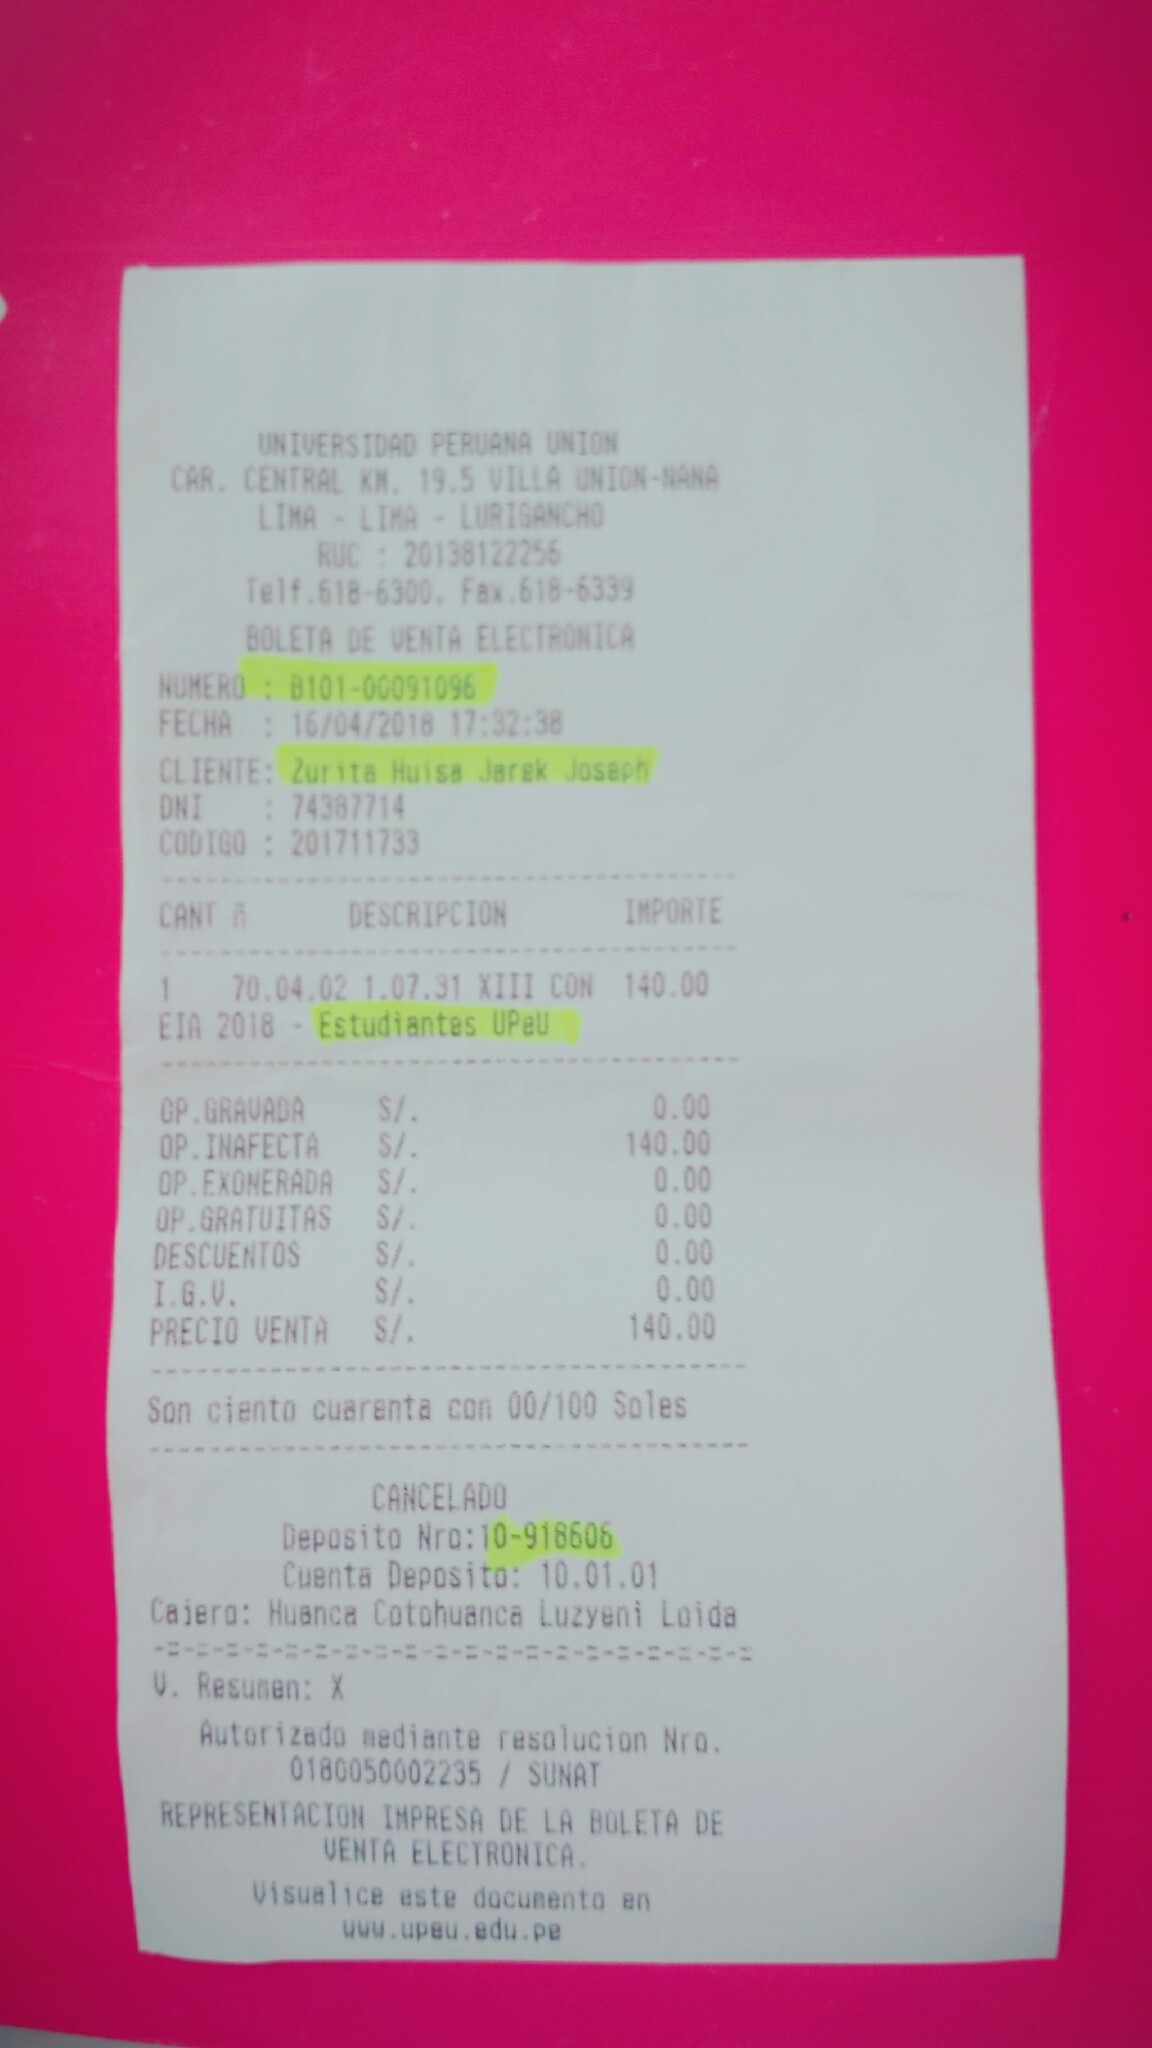 UNIVERSIDAD PERUANA UNION
CAR. CENTRAL KM. 19.5 VILLA UNION-NANA
LIMA - LIMA - LURIGANCHO
RUC : 20138122256
Telf.618-6300, Fax.618-6339
BOLETA DE VENTA ELECTRONICA
NUMERO : B101-00091096
FECHA : 16/04/2018 17:32:38
CLIENTE: Zurita Huisa Jarek Joseph
DNI : 74387714
CODIGO : 201711733
--------------------------------------
CANT ñ DESCRIPCION IMPORTE
--------------------------------------
1 70.04.02 1.07.31 XIII CON 140.00
EIA 2018 - Estudiantes UPeU
--------------------------------------
OP.GRAVADA S/. 0.00
OP.INAFECTA S/. 140.00
OP.EXONERADA S/. 0.00
OP.GRATUITAS S/. 0.00
DESCUENTOS S/. 0.00
I.G.V. S/. 0.00
PRECIO VENTA S/. 140.00
--------------------------------------
Son ciento cuarenta con 00/100 Soles
--------------------------------------
CANCELADO
Deposito Nro:10-918606
Cuenta Deposito: 10.01.01
Cajero: Huanca Cotohuanca Luzyeni Loida
-=-=-=-=-=-=-=-=-=-=-=-=-=-=-=-=-=-=-=
V. Resumen: X
Autorizado mediante resolucion Nro.
0180050002235 / SUNAT
REPRESENTACION IMPRESA DE LA BOLETA DE
VENTA ELECTRONICA.
Visualice este documento en
www.upeu.edu.pe